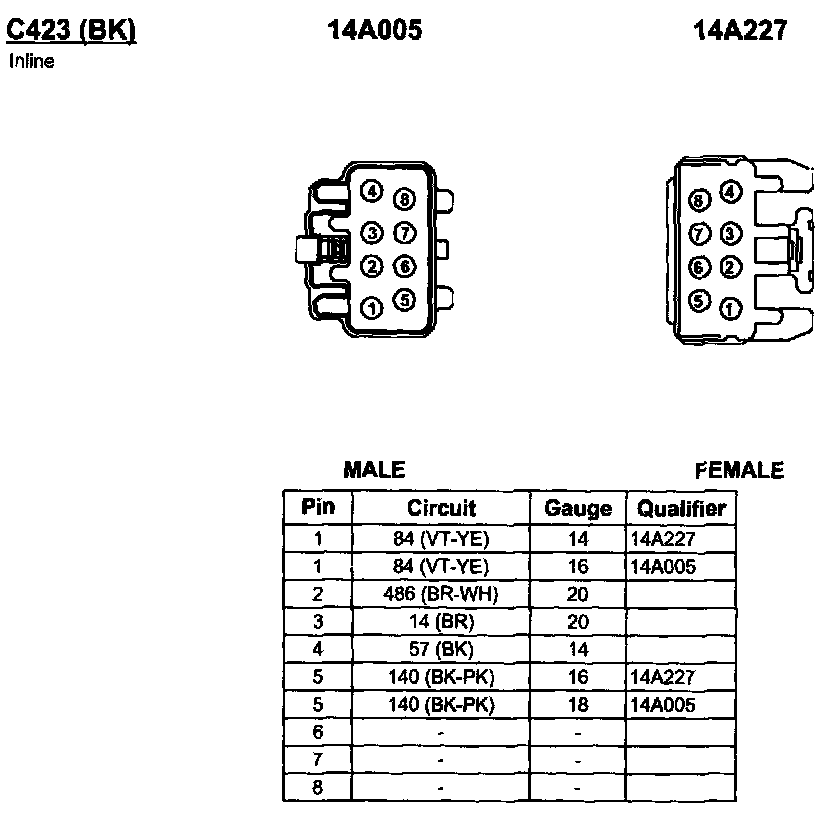 C423 (BK) 14A005 14A227
Inline
4 8
3 7
2 6
1 5
8 4
7 3
6 2
5 1
MALE FEMALE
Pin Circuit Gauge Qualifier
1 84 (VT-YE) 14 14A227
1 84 (VT-YE) 16 14A005
2 486 (BR-WH) 20
3 14 (BR) 20
4 57 (BK) 14
5 140 (BK-PK) 16 14A227
5 140 (BK-PK) 18 14A005
6 - -
7 - -
8 - -